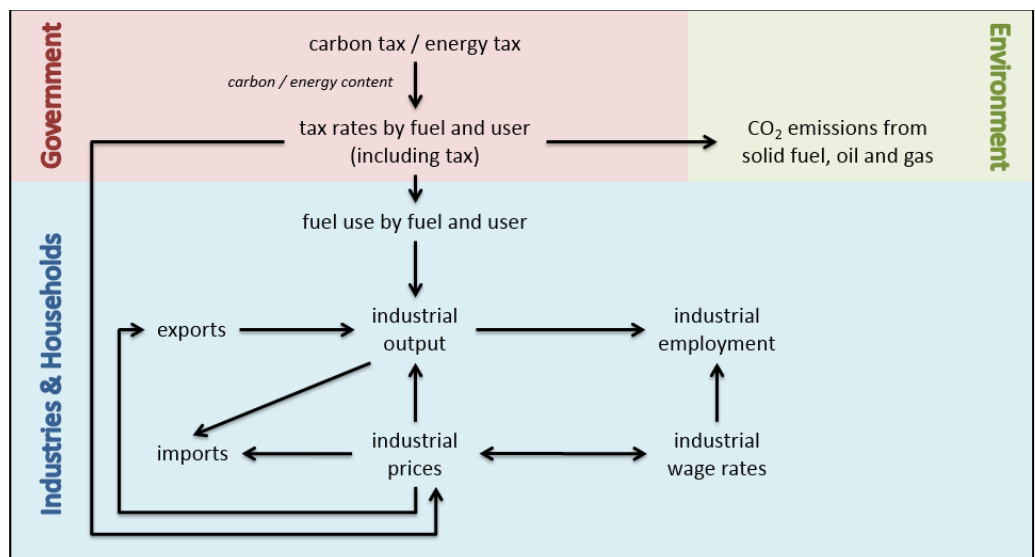 Government
carbon tax / energy tax
carbon / energy content
tax rates by fuel and user
(including tax)
Environment
CO₂ emissions from
solid fuel, oil and gas
Industries & Households
fuel use by fuel and user
exports
industrial
output
industrial
employment
imports
industrial
prices
industrial
wage rates